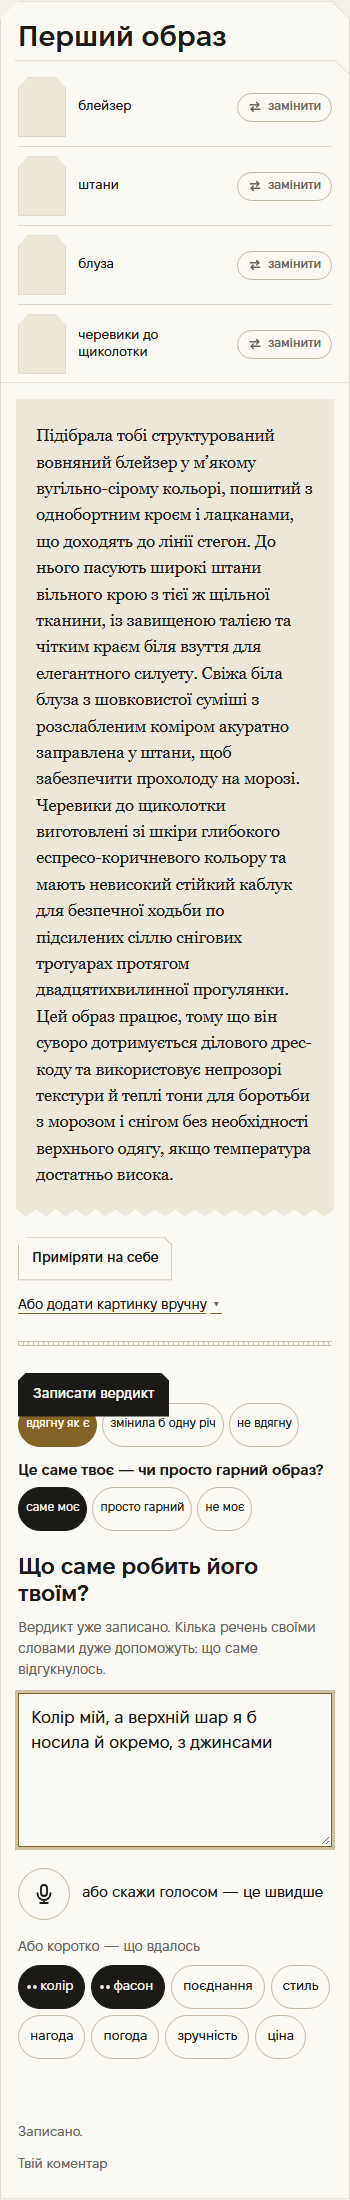 Перший образ
блейзер
замінити
штани
замінити
блуза
замінити
черевики до
щиколотки
замінити
Підібрала тобі структурований
вовняний блейзер у м’якому
вугільно-сірому кольорі, пошитий з
однобортним кроєм і лацканами,
що доходять до лінії стегон. До
нього пасують широкі штани
вільного крою з тієї ж щільної
тканини, із завищеною талією та
чітким краєм біля взуття для
елегантного силуету. Свіжа біла
блуза з шовковистої суміші з
розслабленим коміром акуратно
заправлена у штани, щоб
забезпечити прохолоду на морозі.
Черевики до щиколотки
виготовлені зі шкіри глибокого
еспресо-коричневого кольору та
мають невисокий стійкий каблук
для безпечної ходьби по
підсилених сіллю снігових
тротуарах протягом
двадцятихвилинної прогулянки.
Цей образ працює, тому що він
суворо дотримується ділового дрес-
коду та використовує непрозорі
текстури й теплі тони для боротьби
з морозом і снігом без необхідності
верхнього одягу, якщо температура
достатньо висока.
Приміряти на себе
Або додати картинку вручну
Записати вердикт
вдягну як є
змінила б одну річ
не вдягну
Це саме твоє — чи просто гарний образ?
саме моє
просто гарний
не моє
Що саме робить його
твоїм?
Вердикт уже записано. Кілька речень своїми
словами дуже допоможуть: що саме
відгукнулось.
Колір мій, а верхній шар я б
носила й окремо, з джинсами
або скажи голосом — це швидше
Або коротко — що вдалось
колір
фасон
поєднання
стиль
нагода
погода
зручність
ціна
Записано.
Твій коментар